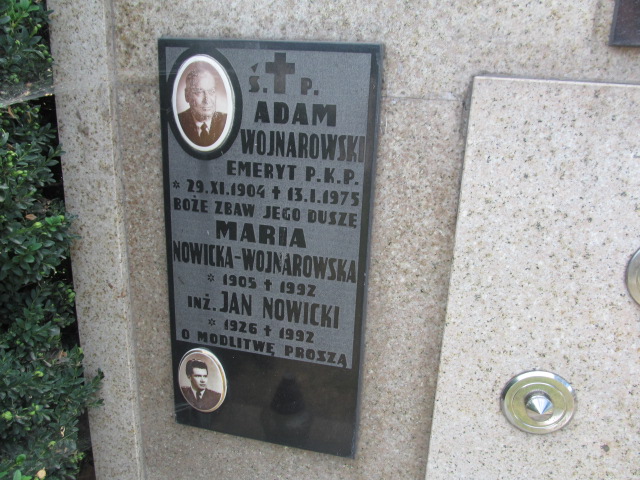 Ś. † P.
ADAM
WOJNAROWSKI
EMERYT P.K.P.
* 29.XI.1904 † 13.I.1975
BOŻE ZBAW JEGO DUSZĘ
MARIA
NOWICKA-WOJNAROWSKA
* 1905 † 1992
INŻ. JAN NOWICKI
* 1926 † 1992
O MODLITWĘ PROSZĄ